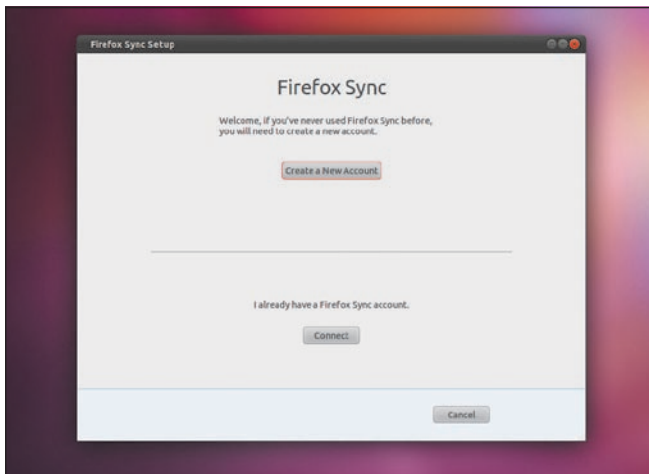 Firefox Sync Setup
Firefox Sync
Welcome, if you've never used Firefox Sync before,
you will need to create a new account.
Create a New Account
I already have a Firefox Sync account.
Connect
Cancel